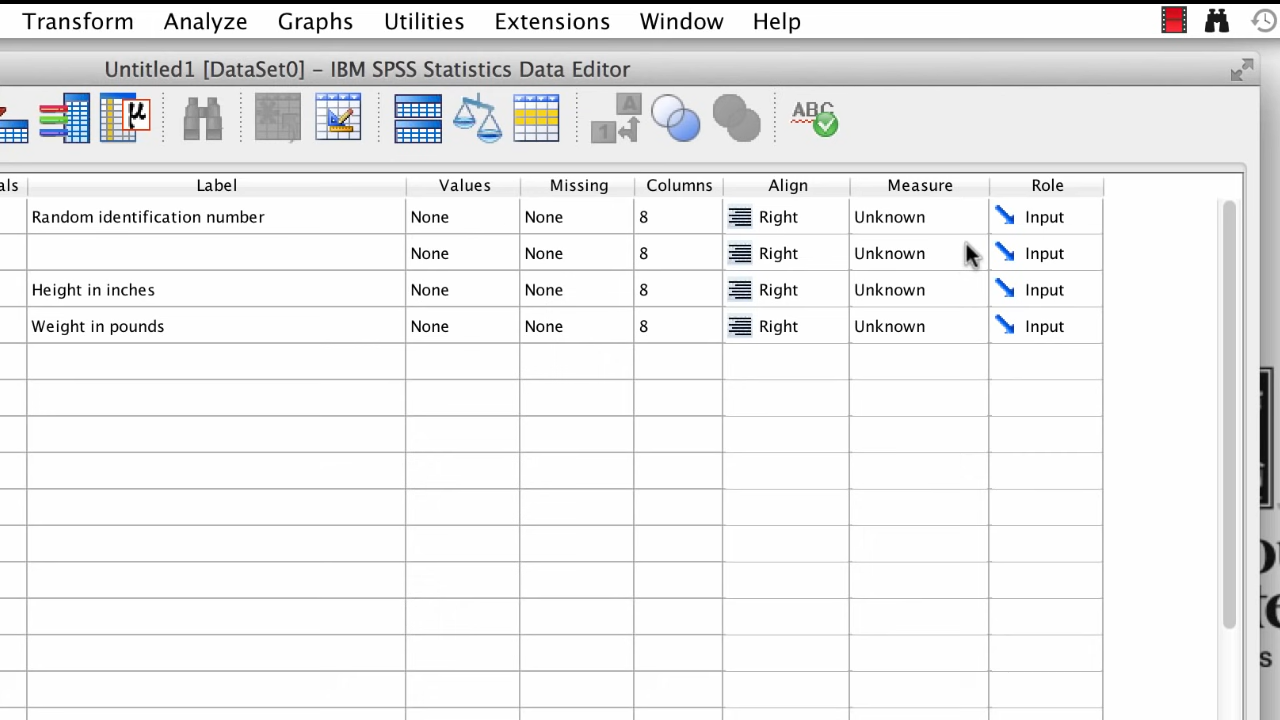 Transform Analyze Graphs Utilities Extensions Window Help
Untitled1 [DataSet0] – IBM SPSS Statistics Data Editor
A
1
ABC
als Label Values Missing Columns Align Measure Role
Random identification number None None 8 Right Unknown Input
None None 8 Right Unknown Input
Height in inches None None 8 Right Unknown Input
Weight in pounds None None 8 Right Unknown Input